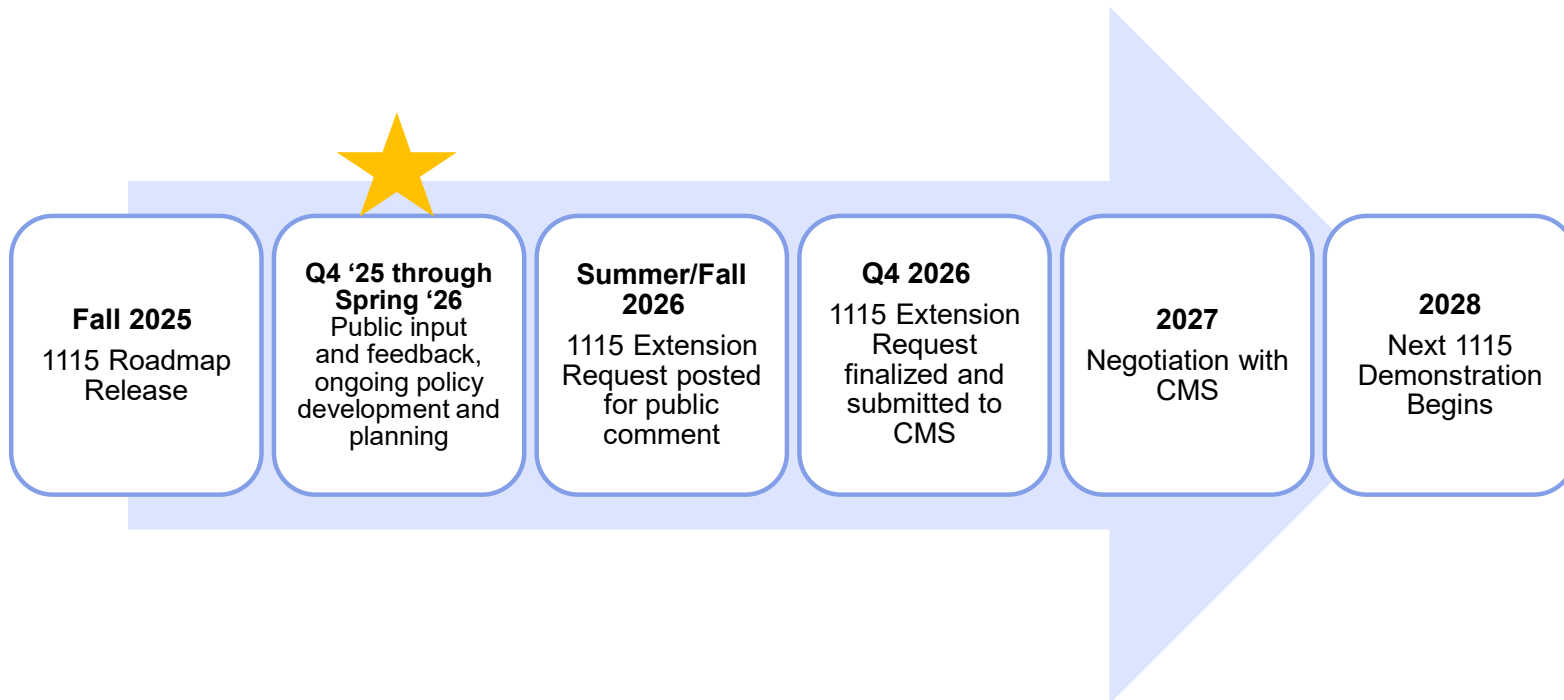 Fall 2025
1115 Roadmap
Release
Q4 ‘25 through
Spring ‘26
Public input
and feedback,
ongoing policy
development and
planning
Summer/Fall
2026
1115 Extension
Request posted
for public
comment
Q4 2026
1115 Extension
Request
finalized and
submitted to
CMS
2027
Negotiation with
CMS
2028
Next 1115
Demonstration
Begins